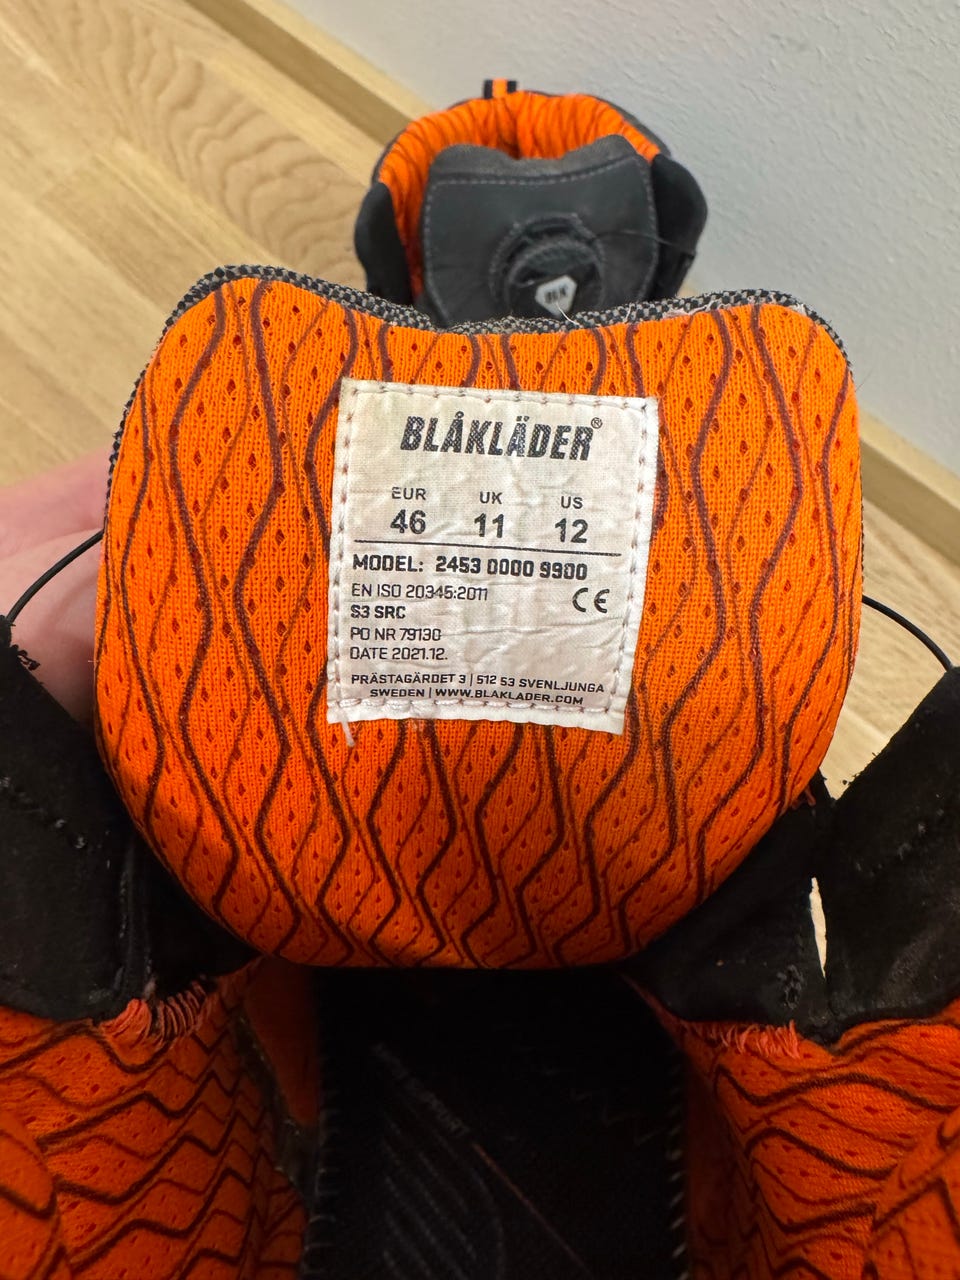 BLK
BLÅKLÄDER®
EUR UK US
46 11 12
MODEL: 2453 0000 9900
EN ISO 20345:2011
S3 SRC
PO NR 79130
DATE 2021.12.
PRÄSTAGÄRDET 3 | 512 53 SVENLJUNGA
SWEDEN | WWW.BLAKLADER.COM